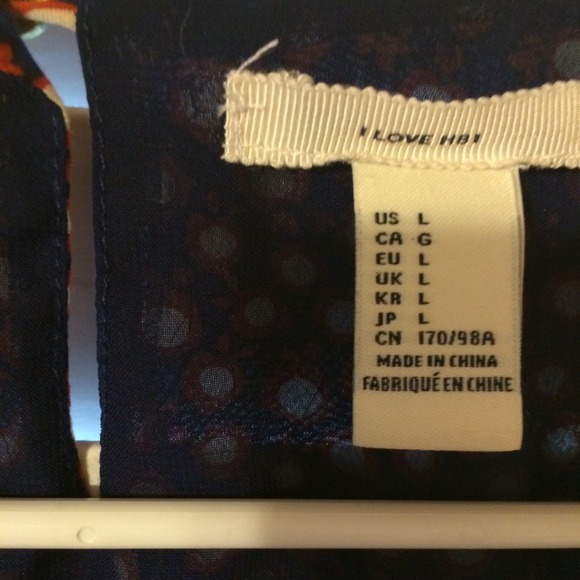 I LOVE H81
US L
CA G
EU L
UK L
KR L
JP L
CN 170/98A
MADE IN CHINA
FABRIQUÉ EN CHINE